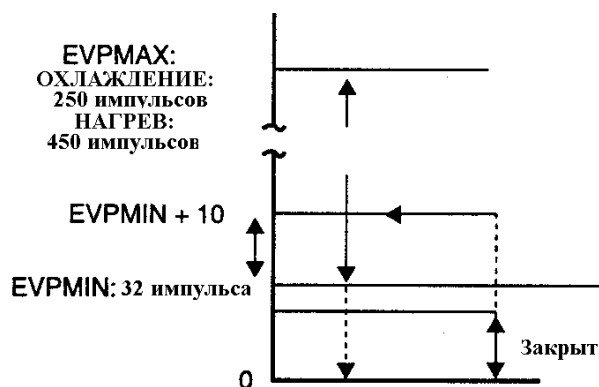 EVPMAX:
ОХЛАЖДЕНИЕ:
250 импульсов
НАГРЕВ:
450 импульсов
EVPMIN + 10
EVPMIN: 32 импульса
Закрыт
0